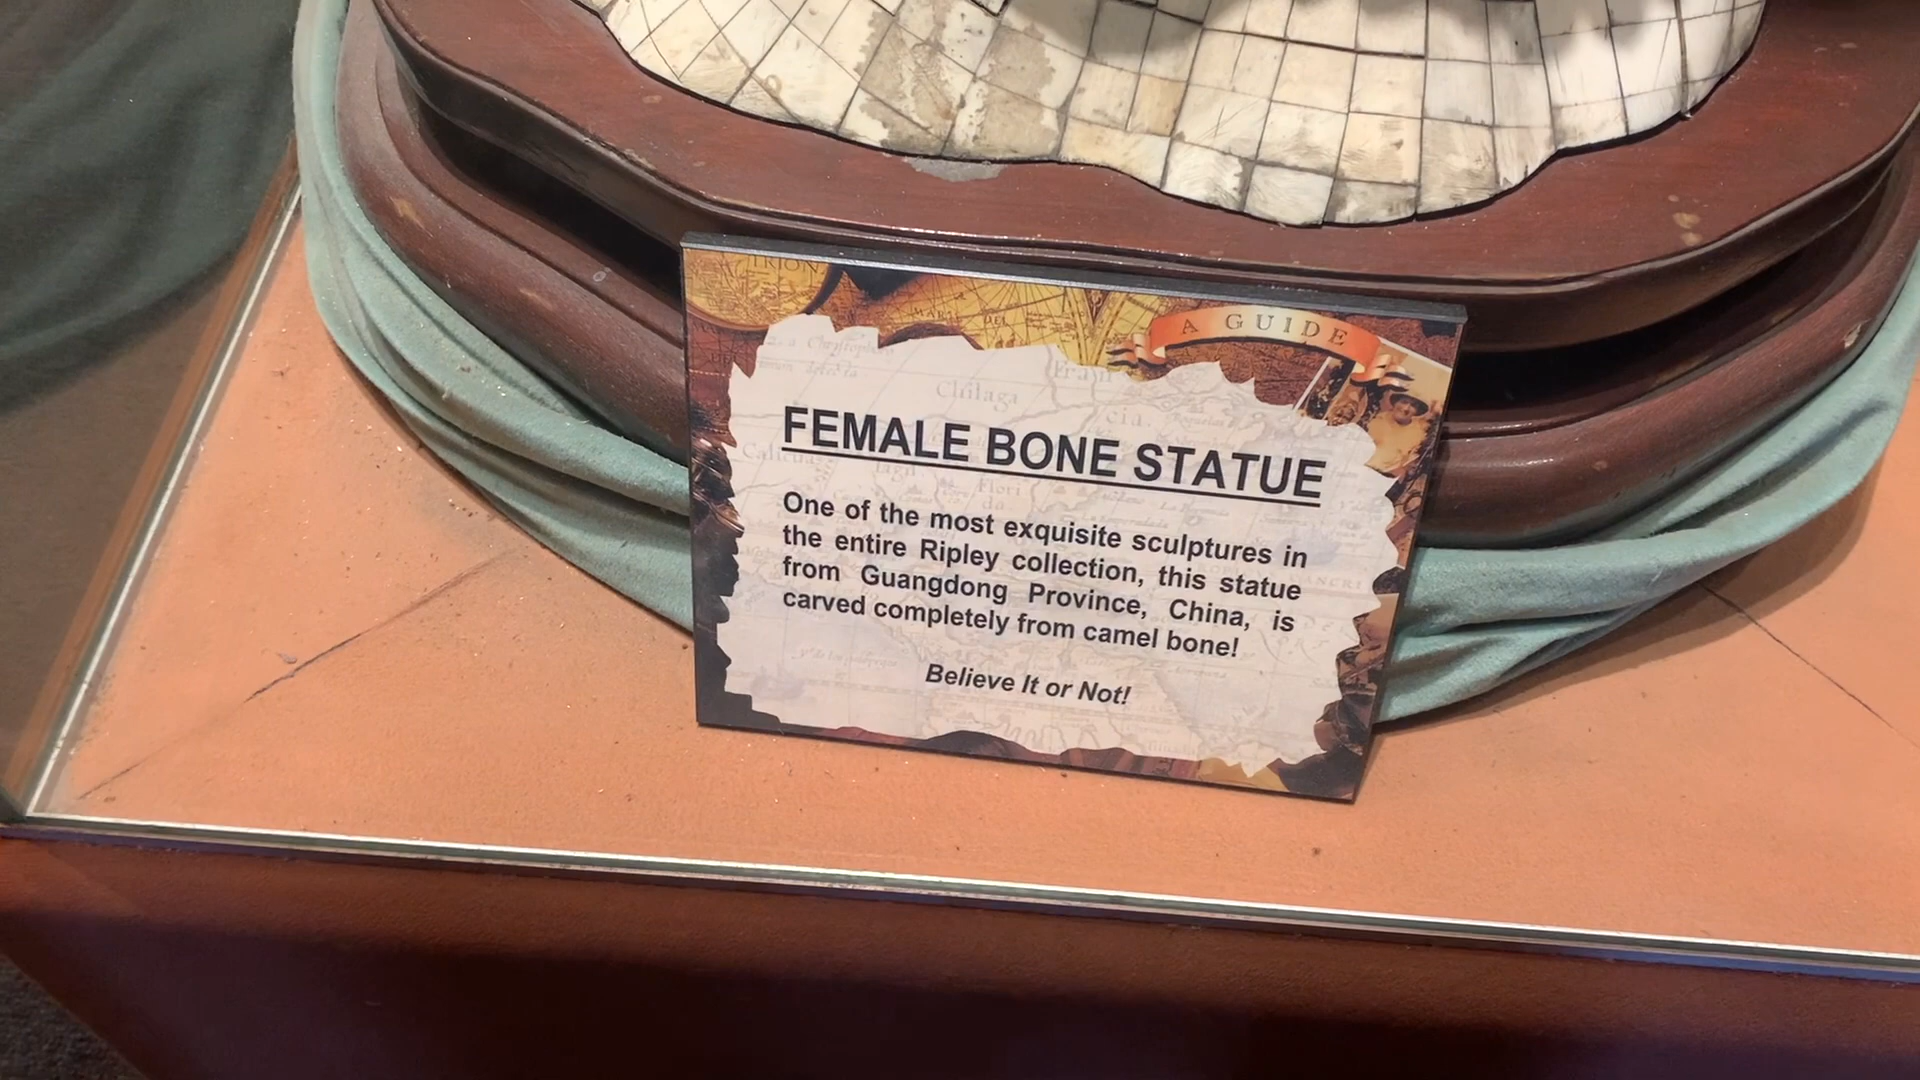 A GUIDE
FEMALE BONE STATUE
One of the most exquisite sculptures in
the entire Ripley collection, this statue
from Guangdong Province, China, is
carved completely from camel bone!
Believe It or Not!